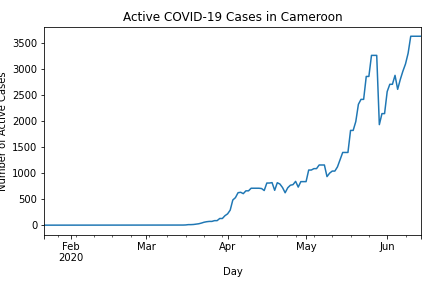 Active COVID-19 Cases in Cameroon
Number of Active Cases
3500
3000
2500
2000
1500
1000
500
0
Feb
2020
Mar
Apr
May
Jun
Day